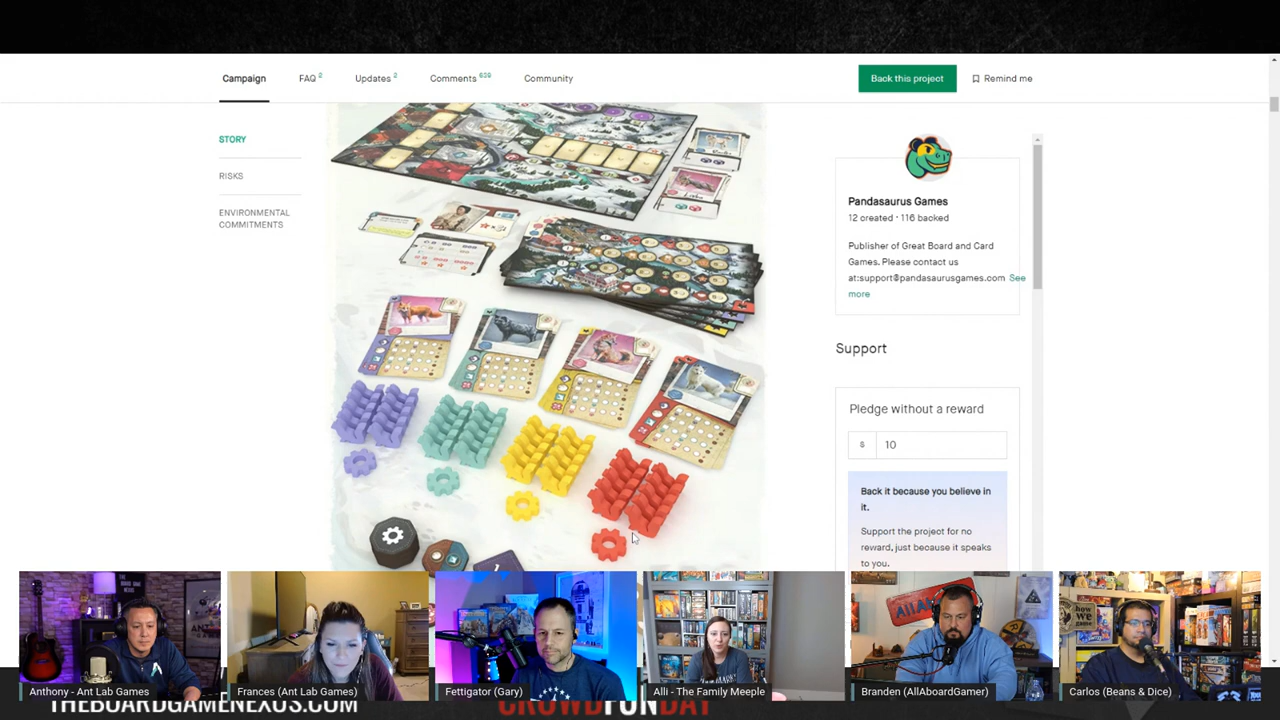 Campaign
FAQ 2
Updates 2
Comments 629
Community
Back this project
Remind me
STORY
RISKS
ENVIRONMENTAL
COMMITMENTS
Pandasaurus Games
12 created · 116 backed
Publisher of Great Board and Card
Games. Please contact us
at:support@pandasaurusgames.com See
more
Support
Pledge without a reward
$ 10
Back it because you believe in
it.
Support the project for no
reward, just because it speaks
to you.
Anthony - Ant Lab Games
Frances (Ant Lab Games)
Fettigator (Gary)
Alli - The Family Meeple
Branden (AllAboardGamer)
Carlos (Beans & Dice)
THEBOARDGAMENEXUS.COM
CROWDFUNDAY